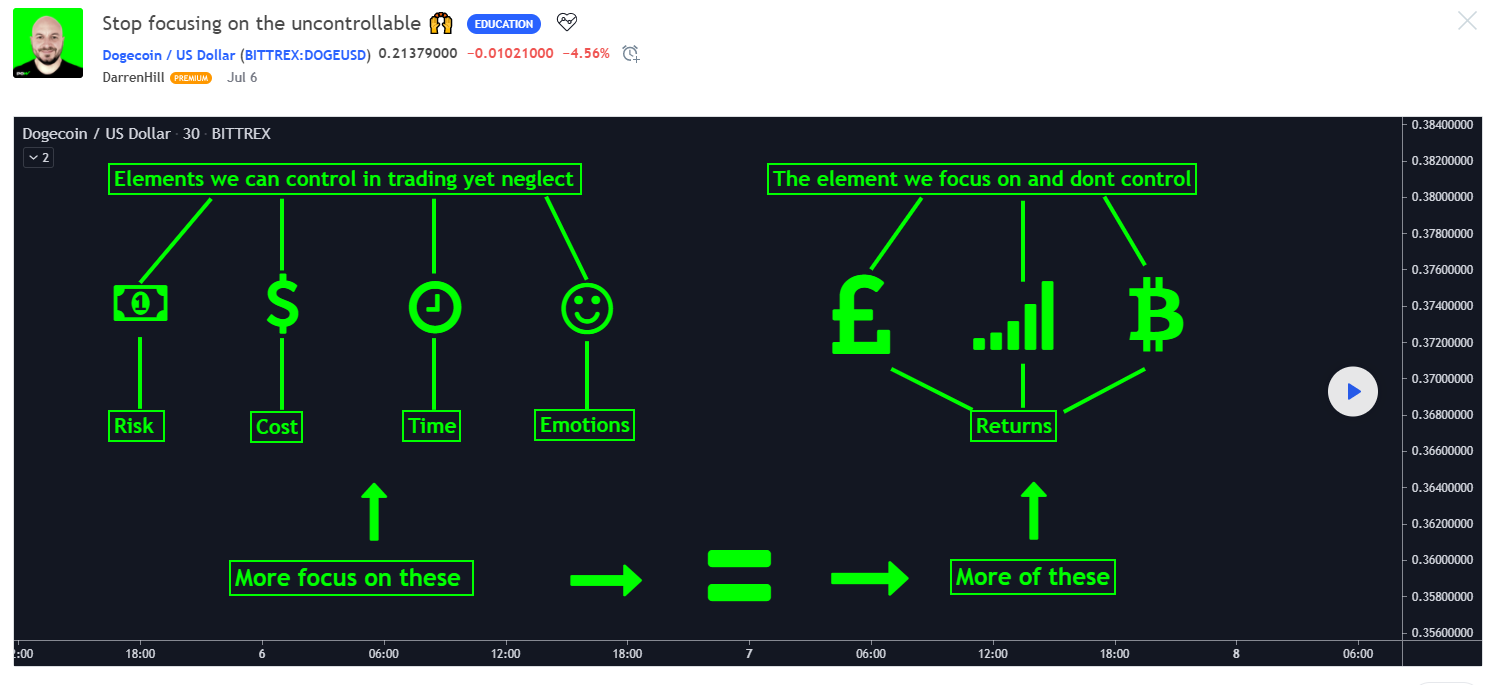 Stop focusing on the uncontrollable 🙌 EDUCATION
Dogecoin / US Dollar (BITTREX:DOGEUSD) 0.21379000 −0.01021000 −4.56%
DarrenHill PREMIUM Jul 6
Dogecoin / US Dollar · 30 · BITTREX
2
Elements we can control in trading yet neglect
The element we focus on and dont control
Risk
Cost
Time
Emotions
Returns
More focus on these
=
More of these
0.38400000
0.38200000
0.38000000
0.37800000
0.37600000
0.37400000
0.37200000
0.37000000
0.36800000
0.36600000
0.36400000
0.36200000
0.36000000
0.35800000
0.35600000
:00 18:00 6 06:00 12:00 18:00 7 06:00 12:00 18:00 8 06:00